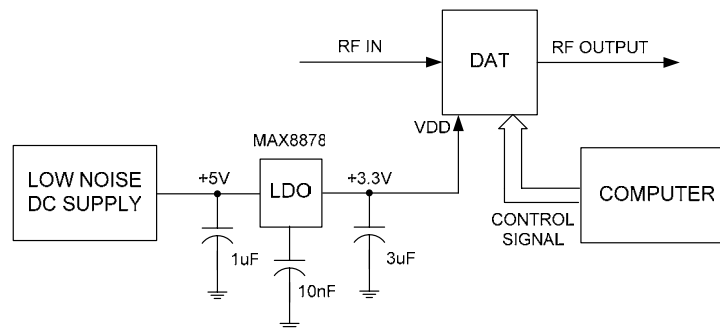 RF IN
DAT
RF OUTPUT
VDD
MAX8878
LOW NOISE
DC SUPPLY
+5V
LDO
+3.3V
COMPUTER
CONTROL
SIGNAL
1uF
3uF
10nF